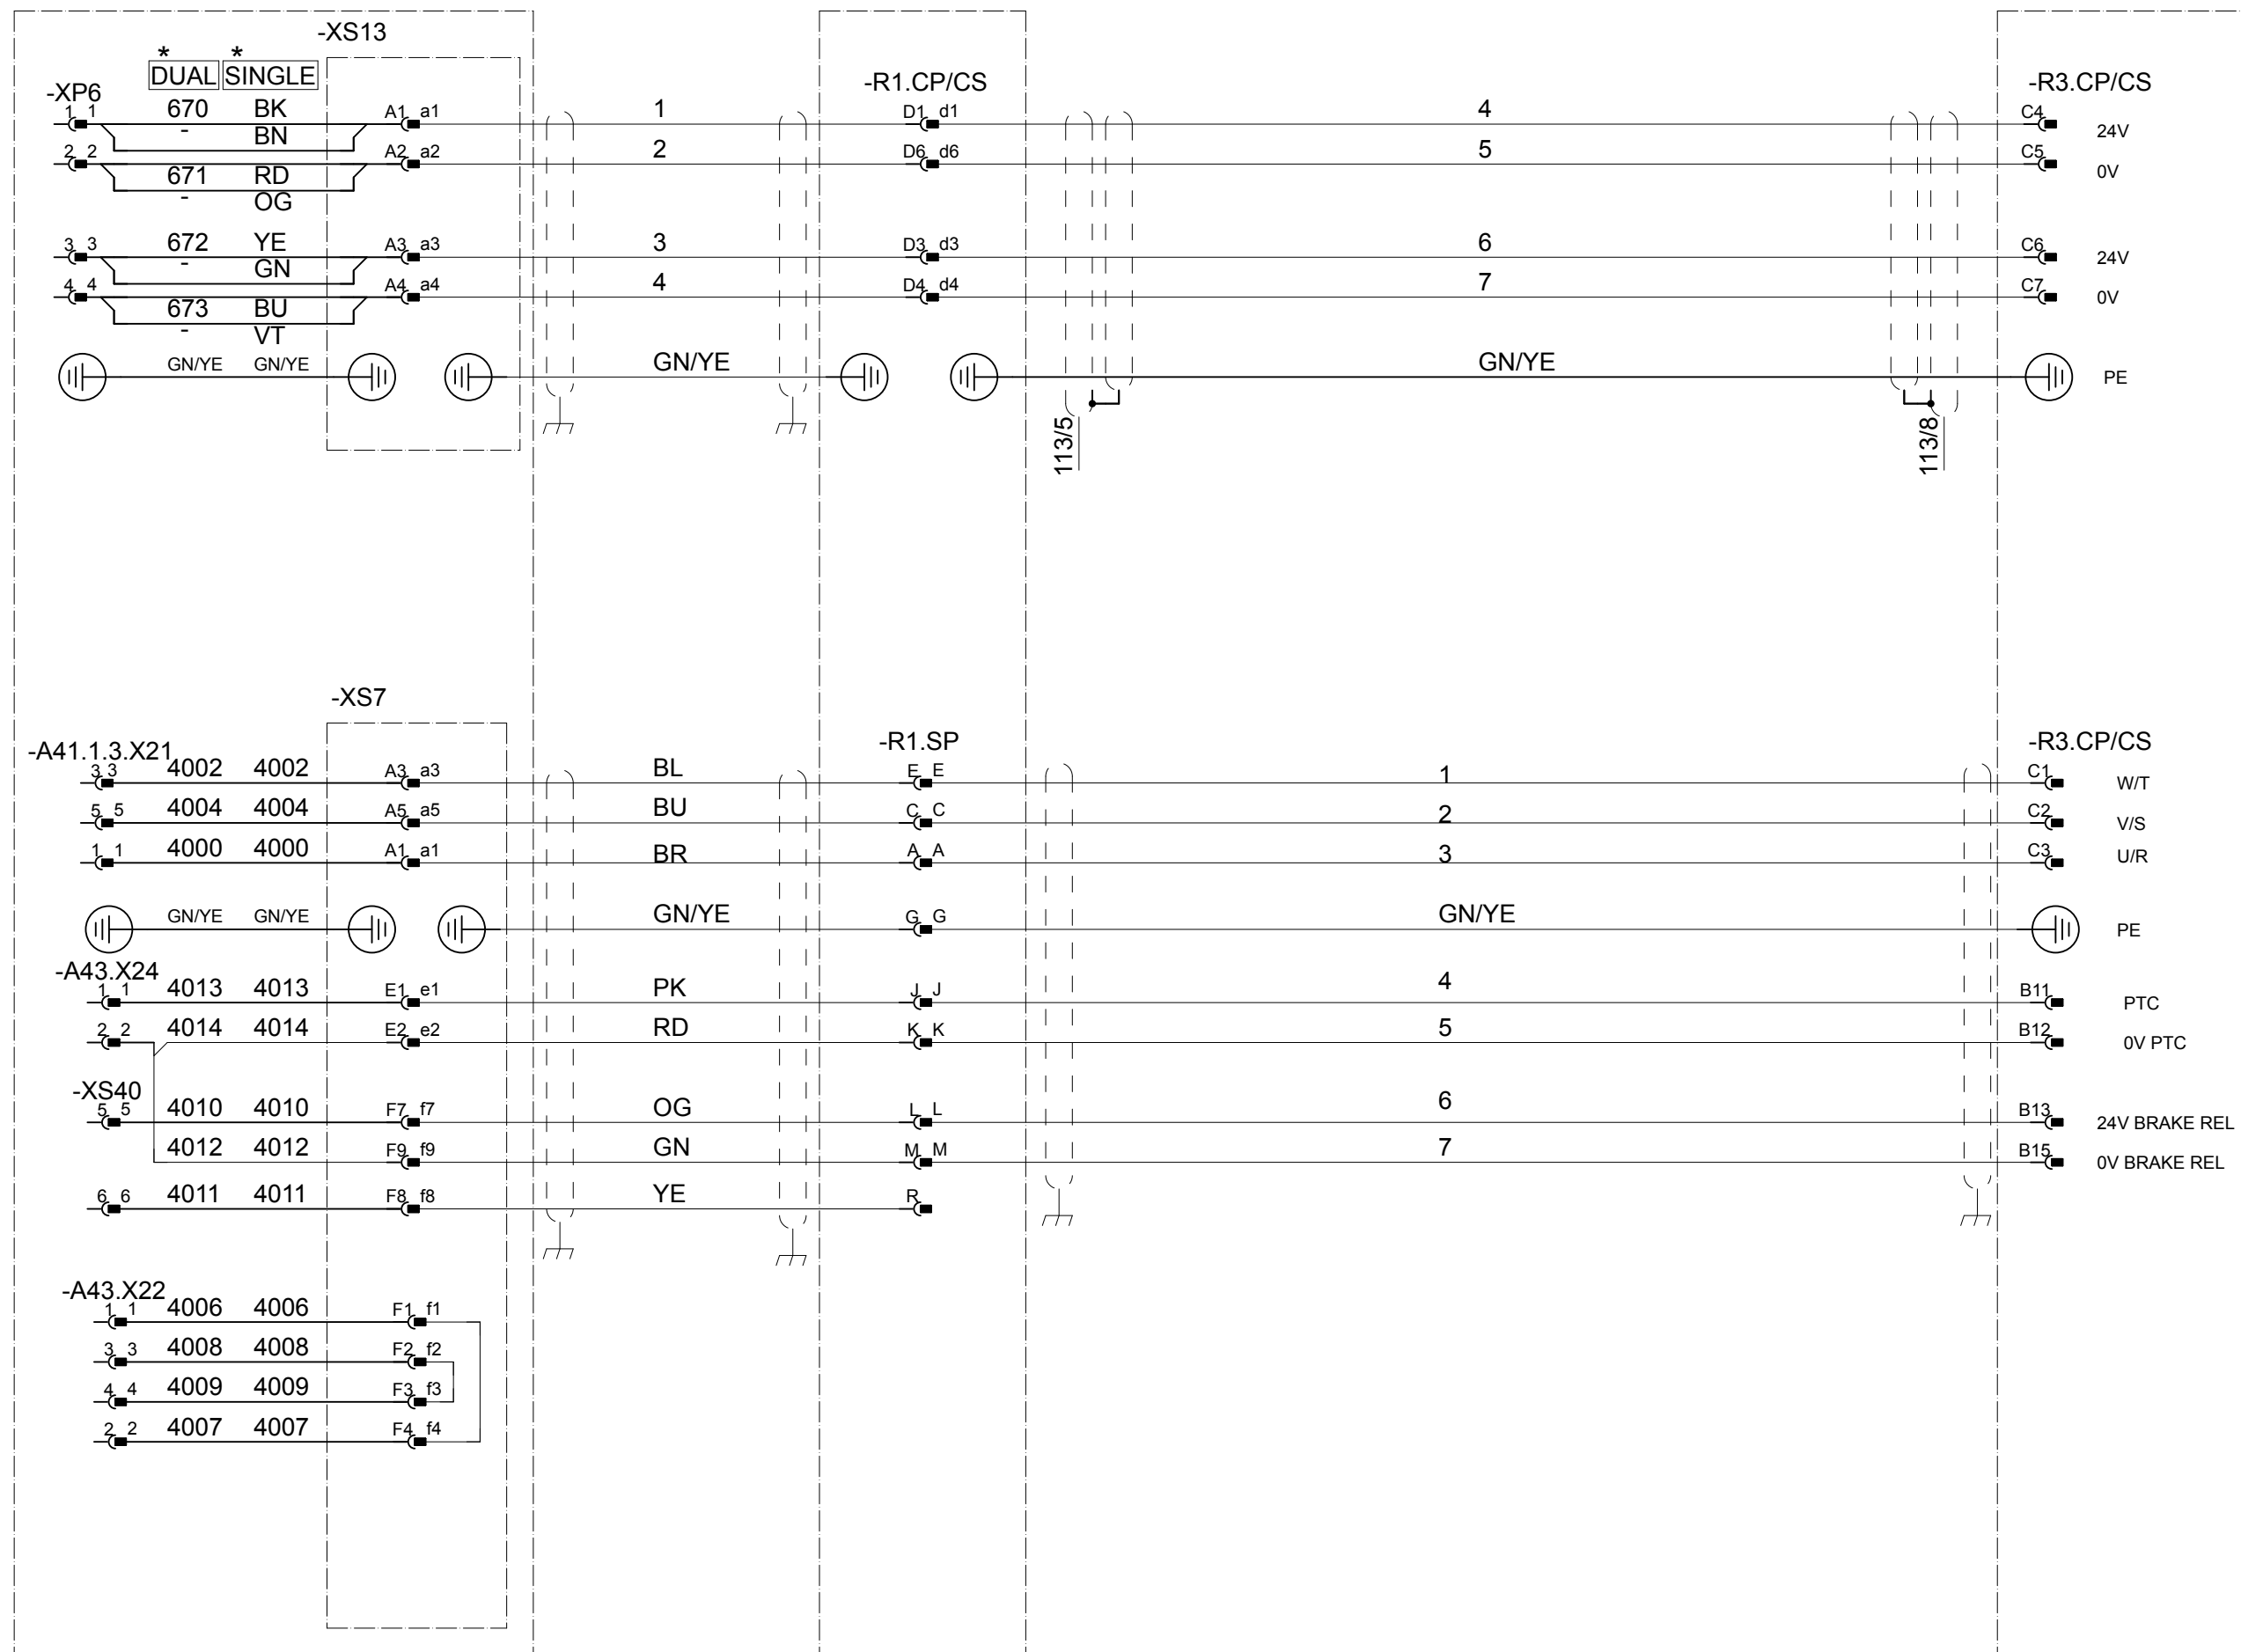 -XS13
* *
DUAL SINGLE
-R1.CP/CS -R3.CP/CS
-XP6
1 1 670 BK A1 a1 1 D1 d1 4 C4 24V
- BN
2 2 A2 a2 2 D6 d6 5 C5 0V
671 RD
- OG
3 3 672 YE A3 a3 3 D3 d3 6 C6 24V
- GN
4 4 A4 a4 4 D4 d4 7 C7 0V
673 BU
- VT
GN/YE GN/YE GN/YE GN/YE PE
113/5 113/8
-XS7
-A41.1.3.X21 -R1.SP -R3.CP/CS
3 3 4002 4002 A3 a3 BL E E 1 C1 W/T
5 5 4004 4004 A5 a5 BU C C 2 C2 V/S
1 1 4000 4000 A1 a1 BR A A 3 C3 U/R
GN/YE GN/YE GN/YE G G GN/YE PE
-A43.X24
1 1 4013 4013 E1 e1 PK J J 4 B11 PTC
2 2 4014 4014 E2 e2 RD K K 5 B12 0V PTC
-XS40
5 5 4010 4010 F7 f7 OG L L 6 B13 24V BRAKE REL
4012 4012 F9 f9 GN M M 7 B15 0V BRAKE REL
6 6 4011 4011 F8 f8 YE R
-A43.X22
1 1 4006 4006 F1 f1
3 3 4008 4008 F2 f2
4 4 4009 4009 F3 f3
2 2 4007 4007 F4 f4